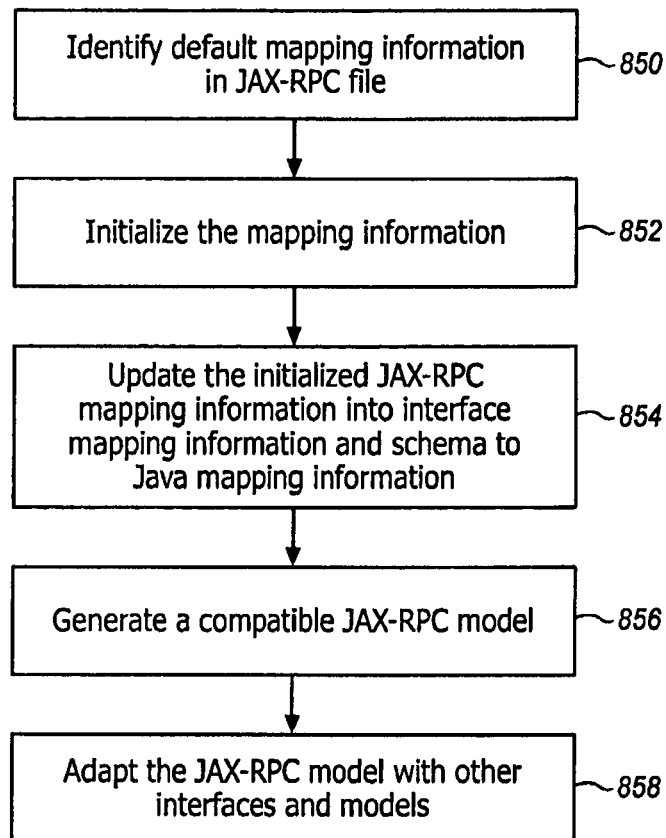 Identify default mapping information
in JAX-RPC file
850
Initialize the mapping information
852
Update the initialized JAX-RPC
mapping information into interface
mapping information and schema to
Java mapping information
854
Generate a compatible JAX-RPC model
856
Adapt the JAX-RPC model with other
interfaces and models
858